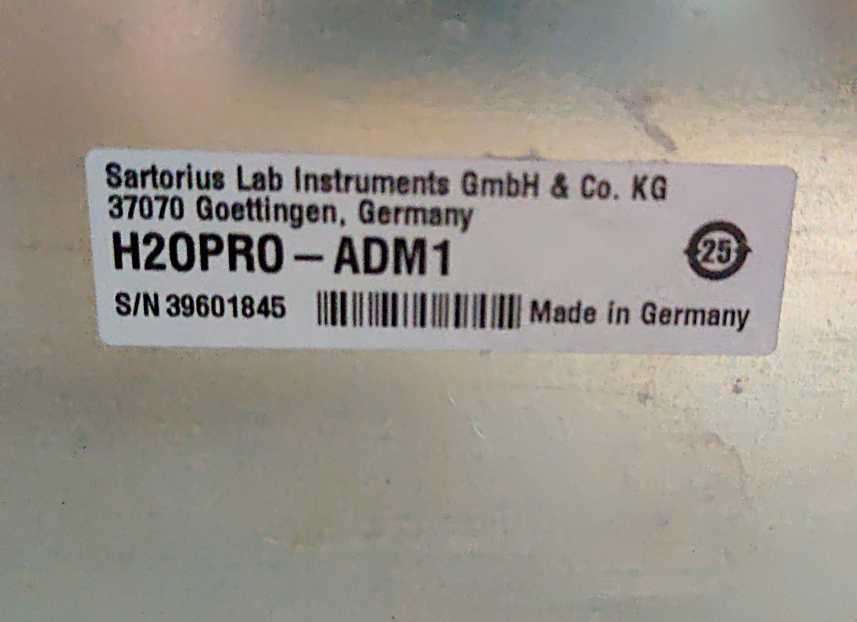 Sartorius Lab Instruments GmbH & Co. KG
37070 Goettingen, Germany
H2OPRO – ADM1
25
S/N 39601845 Made in Germany